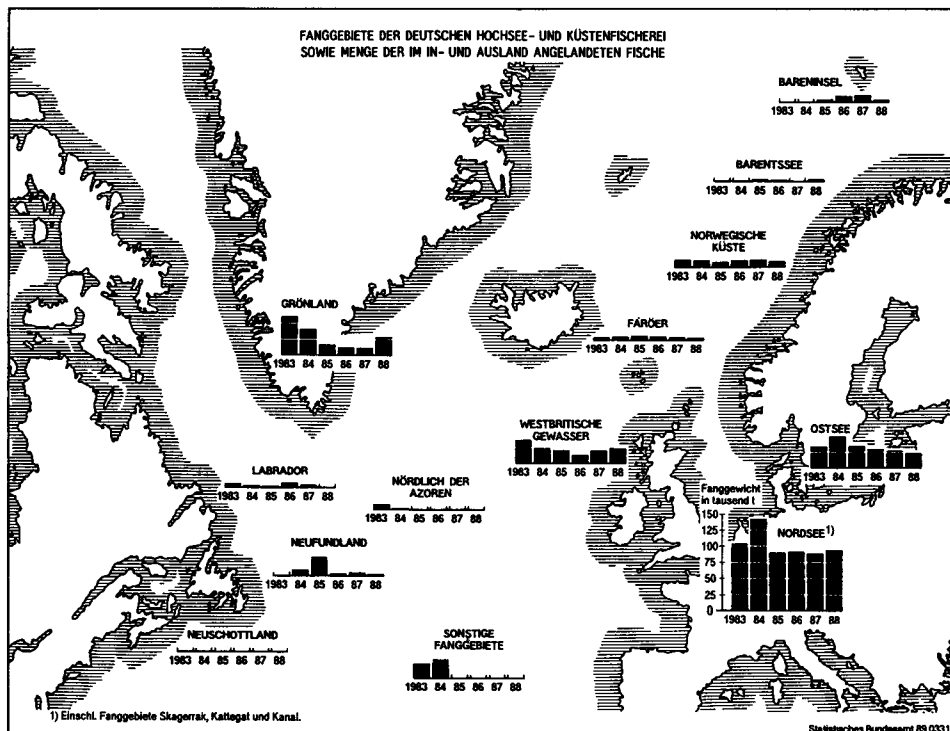 FANGGEBIETE DER DEUTSCHEN HOCHSEE- UND KÜSTENFISCHEREI
SOWIE MENGE DER IM IN- UND AUSLAND ANGELANDETEN FISCHE
BARENINSEL
1983 84 85 86 87 88
BARENTSSEE
1983 84 85 86 87 88
NORWEGISCHE
KÜSTE
1983 84 85 86 87 88
GRÖNLAND
1983 84 85 86 87 88
FÄRÖER
1983 84 85 86 87 88
WESTBRITISCHE
GEWASSER
1983 84 85 86 87 88
OSTSEE
1983 84 85 86 87 88
LABRADOR
1983 84 85 86 87 88
NÖRDLICH DER
AZOREN
1983 84 85 86 87 88
Fanggewicht
in tausend t
NORDSEE¹⁾
150
125
100
75
50
25
0
1983 84 85 86 87 88
NEUFUNDLAND
1983 84 85 86 87 88
NEUSCHOTTLAND
1983 84 85 86 87 88
SONSTIGE
FANGGEBIETE
1983 84 85 86 87 88
1) Einschl. Fanggebiete Skagerrak, Kattegat und Kanal.
Statistisches Bundesamt 89 0331